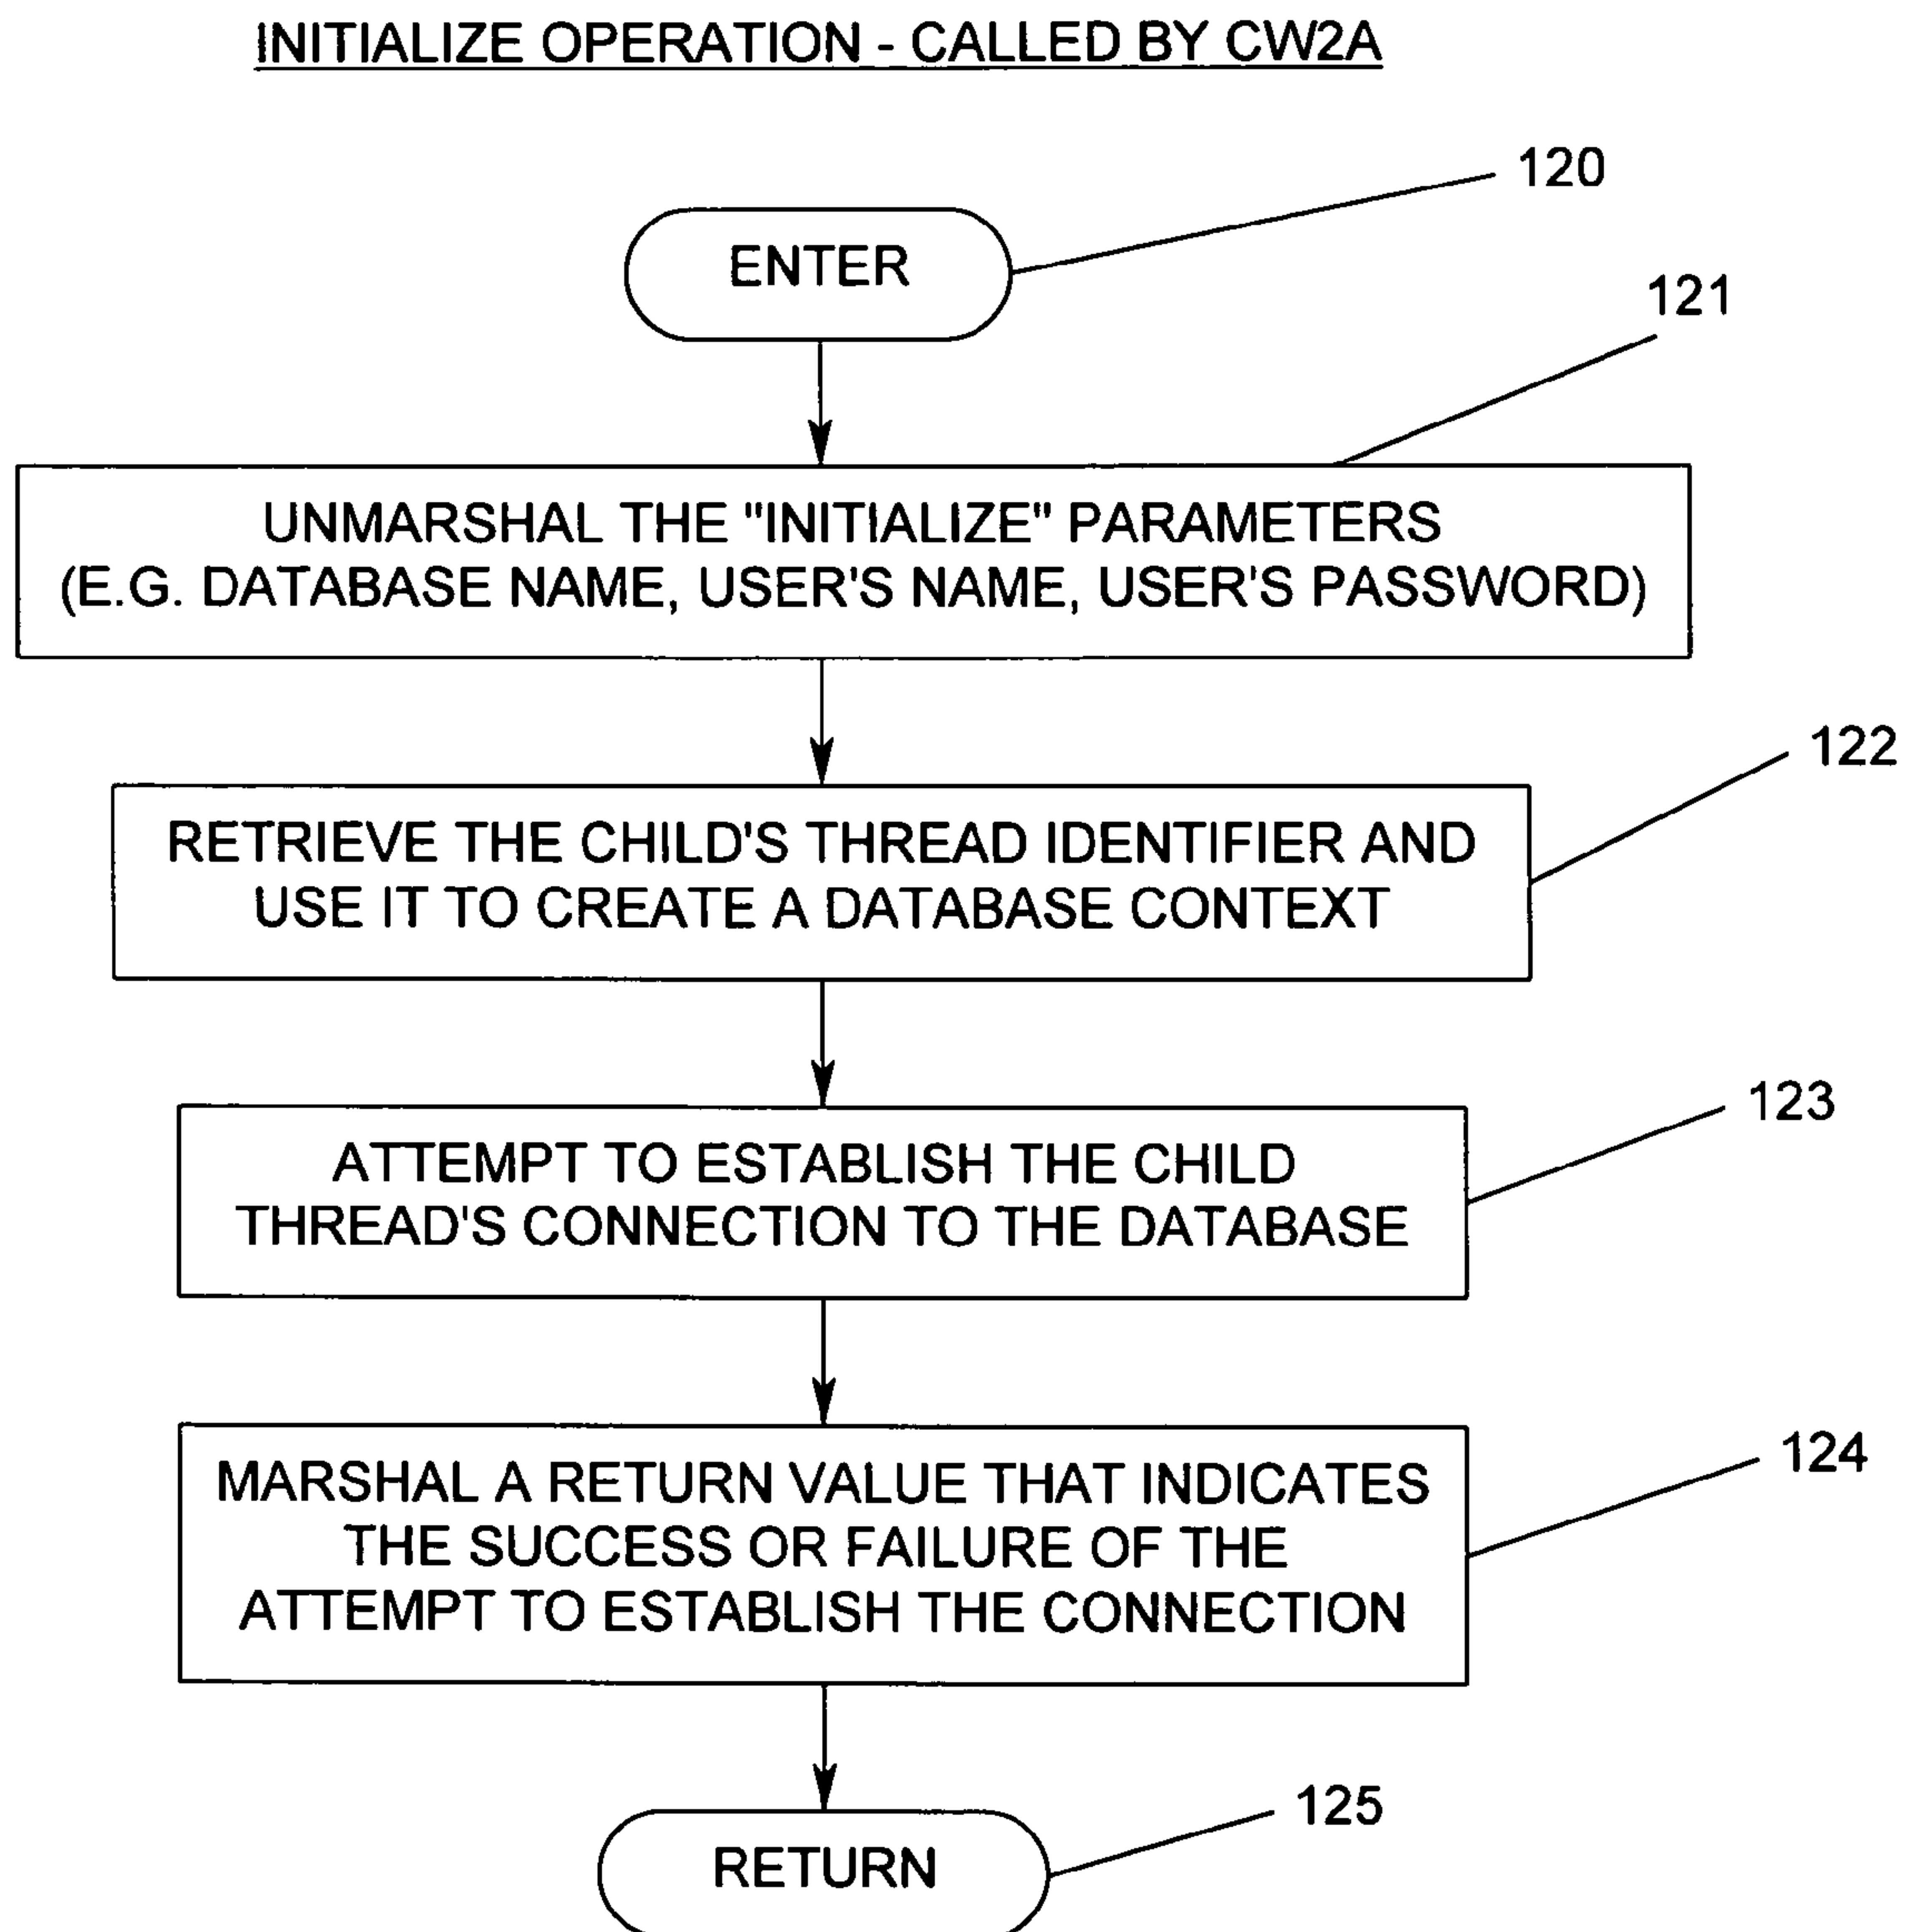 INITIALIZE OPERATION - CALLED BY CW2A
120
ENTER
121
UNMARSHAL THE "INITIALIZE" PARAMETERS
(E.G. DATABASE NAME, USER'S NAME, USER'S PASSWORD)
122
RETRIEVE THE CHILD'S THREAD IDENTIFIER AND
USE IT TO CREATE A DATABASE CONTEXT
123
ATTEMPT TO ESTABLISH THE CHILD
THREAD'S CONNECTION TO THE DATABASE
124
MARSHAL A RETURN VALUE THAT INDICATES
THE SUCCESS OR FAILURE OF THE
ATTEMPT TO ESTABLISH THE CONNECTION
125
RETURN